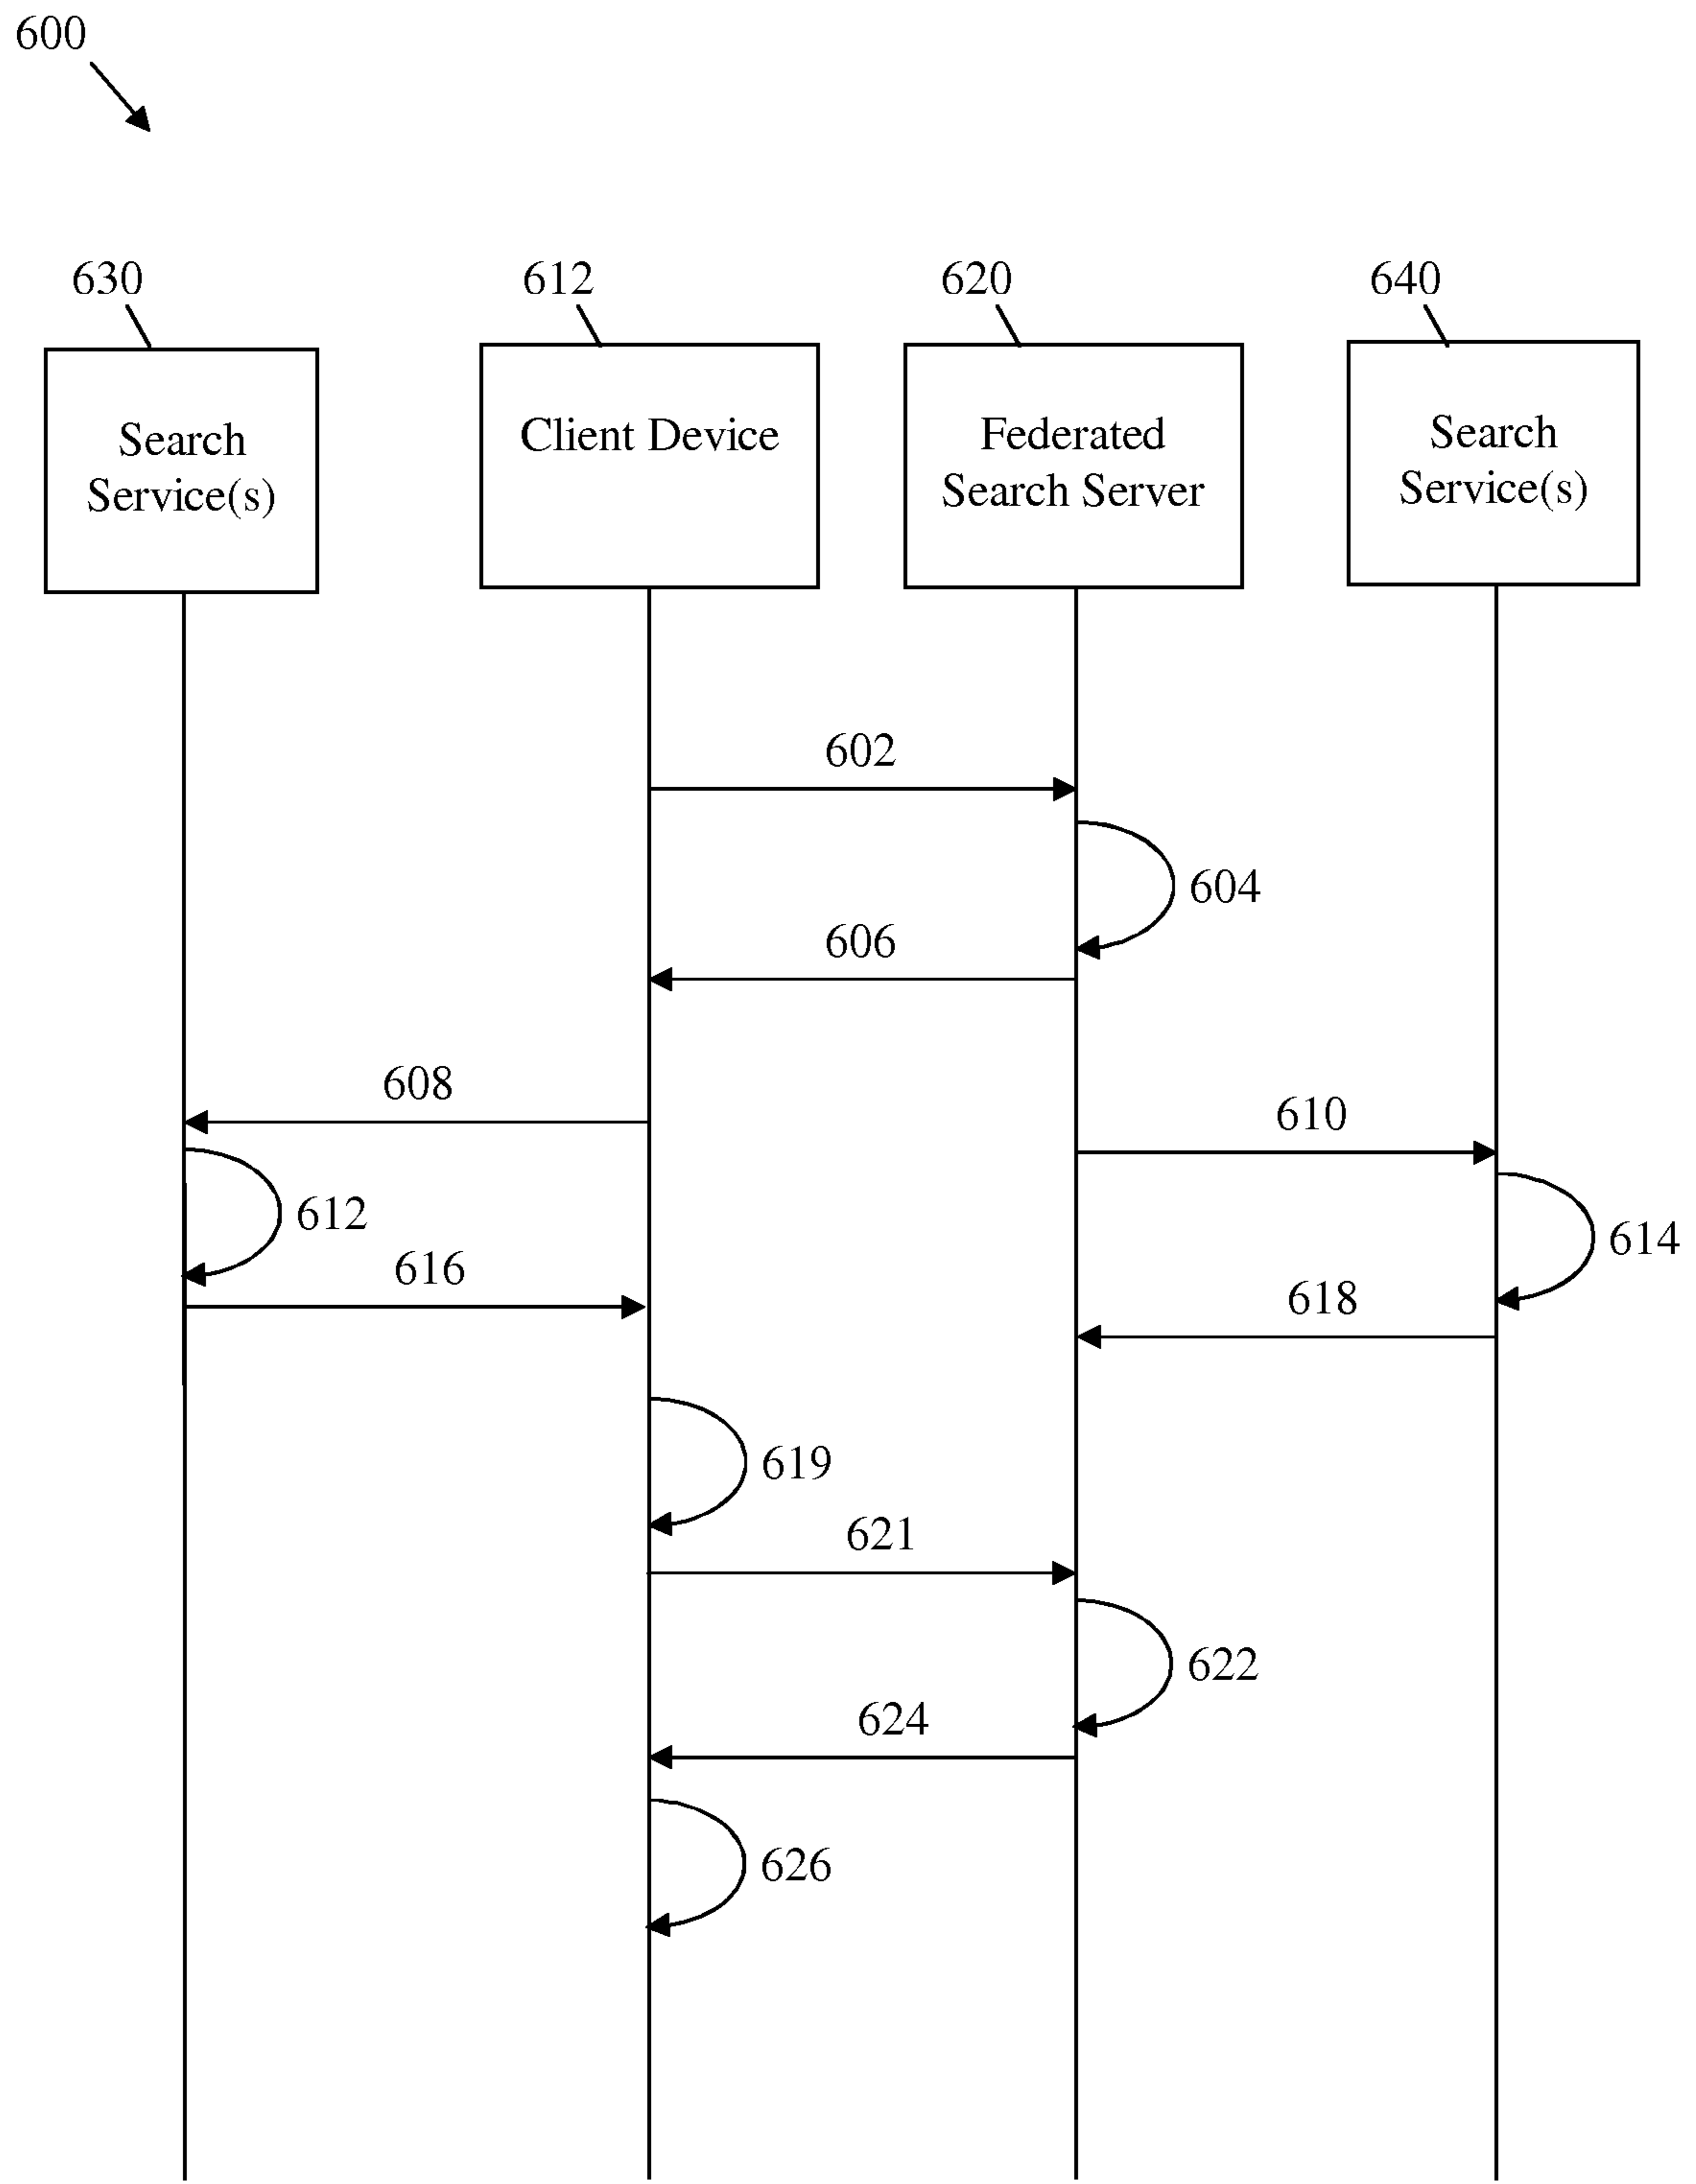 600
630
612
620
640
Search
Service(s)
Client Device
Federated
Search Server
Search
Service(s)
602
604
606
608
610
612
614
616
618
619
621
622
624
626